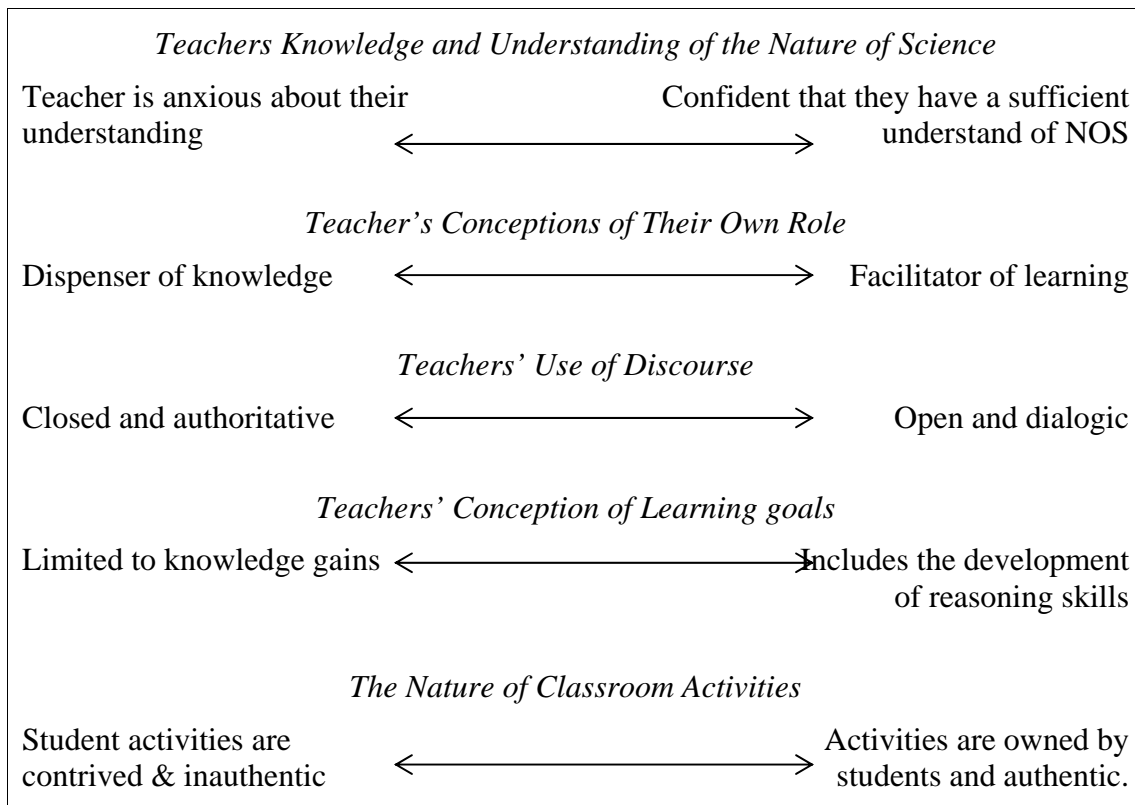 Teachers Knowledge and Understanding of the Nature of Science
Teacher is anxious about their
understanding
Confident that they have a sufficient
understand of NOS
Teacher's Conceptions of Their Own Role
Dispenser of knowledge
Facilitator of learning
Teachers' Use of Discourse
Closed and authoritative
Open and dialogic
Teachers' Conception of Learning goals
Limited to knowledge gains
Includes the development
of reasoning skills
The Nature of Classroom Activities
Student activities are
contrived & inauthentic
Activities are owned by
students and authentic.